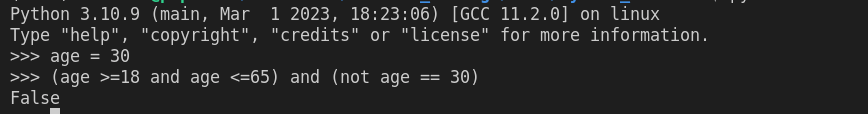 Python 3.10.9 (main, Mar  1 2023, 18:23:06) [GCC 11.2.0] on linux
Type "help", "copyright", "credits" or "license" for more information.
>>> age = 30
>>> (age >=18 and age <=65) and (not age == 30)
False